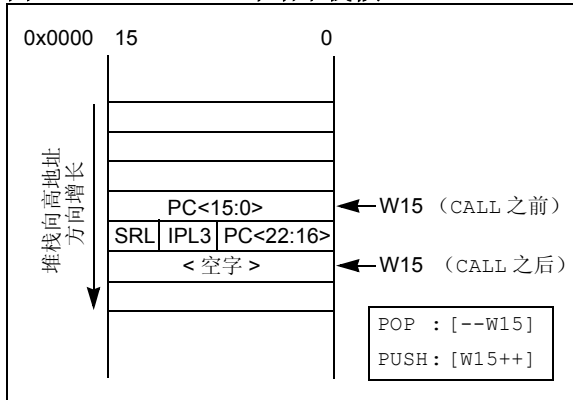 0x0000 15 0
堆栈向高地址
方向增长
PC<15:0>
W15 （CALL 之前）
SRL IPL3 PC<22:16>
<空字>
W15 （CALL 之后）
POP : [--W15]
PUSH: [W15++]